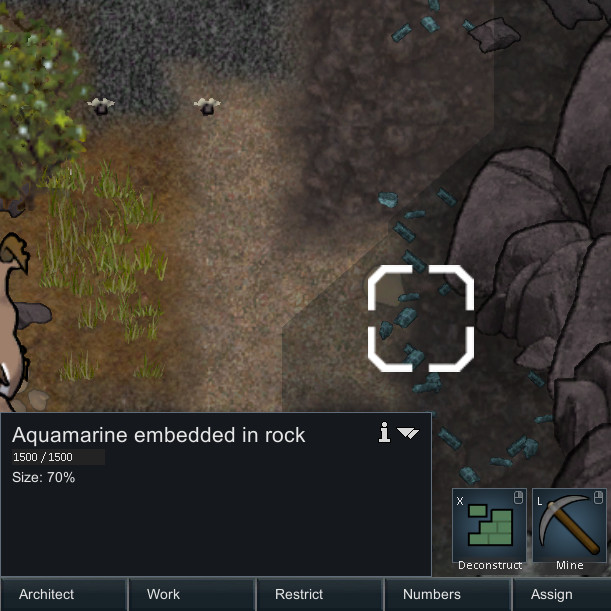 Aquamarine embedded in rock
1500 / 1500
Size: 70%
X
L
Deconstruct
Mine
Architect
Work
Restrict
Numbers
Assign